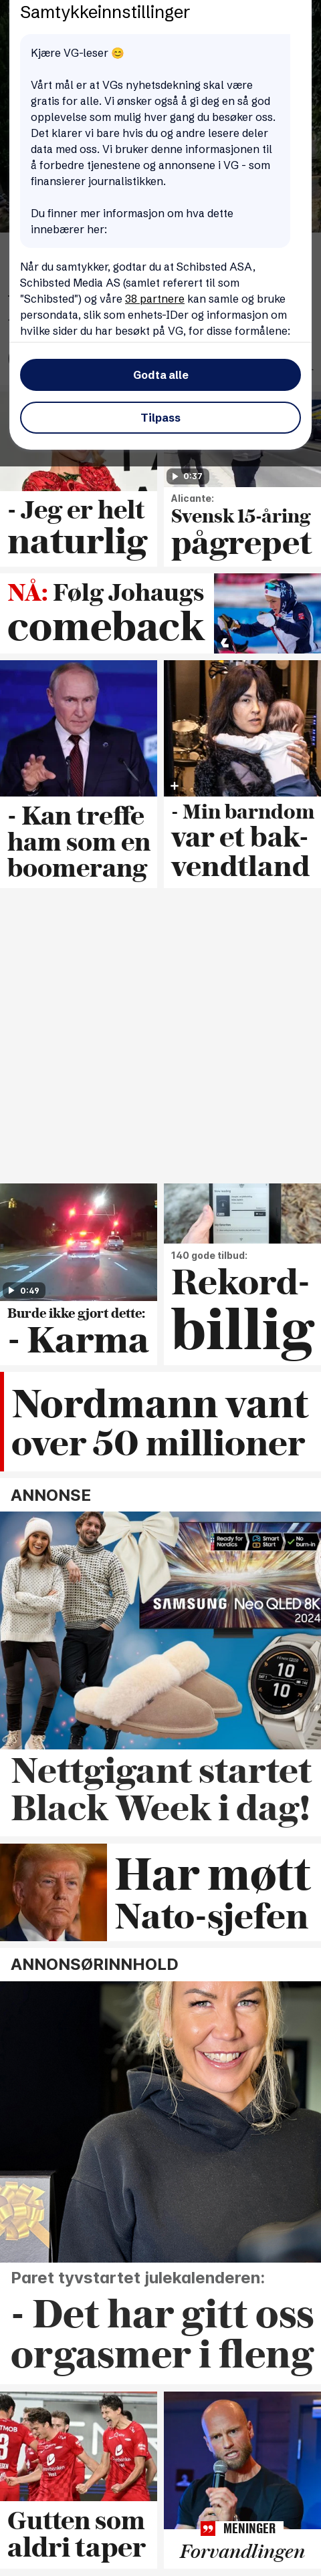 Samtykkeinnstillinger
Kjære VG-leser 😊
Vårt mål er at VGs nyhetsdekning skal være
gratis for alle. Vi ønsker også å gi deg en så god
opplevelse som mulig hver gang du besøker oss.
Det klarer vi bare hvis du og andre lesere deler
data med oss. Vi bruker denne informasjonen til
å forbedre tjenestene og annonsene i VG - som
finansierer journalistikken.
Du finner mer informasjon om hva dette
innebærer her:
Når du samtykker, godtar du at Schibsted ASA,
Schibsted Media AS (samlet referert til som
"Schibsted") og våre 38 partnere kan samle og bruke
persondata, slik som enhets-IDer og informasjon om
hvilke sider du har besøkt på VG, for disse formålene:
Godta alle
Tilpass
- Jeg er helt
naturlig
0:37
Alicante:
Svensk 15-åring
pågrepet
NÅ: Følg Johaugs
comeback
- Kan treffe
ham som en
boomerang
- Min barndom
var et bak-
vendtland
0:49
Burde ikke gjort dette:
- Karma
140 gode tilbud:
Rekord-
billig
Nordmann vant
over 50 millioner
ANNONSE
Ready for Nordics
Smart Start
No burn-in
SAMSUNG Neo QLED 8K
2024
10
Nettgigant startet
Black Week i dag!
Har møtt
Nato-sjefen
ANNONSØRINNHOLD
Paret tyvstartet julekalenderen:
- Det har gitt oss
orgasmer i fleng
Gutten som
aldri taper
MENINGER
Forvandlingen